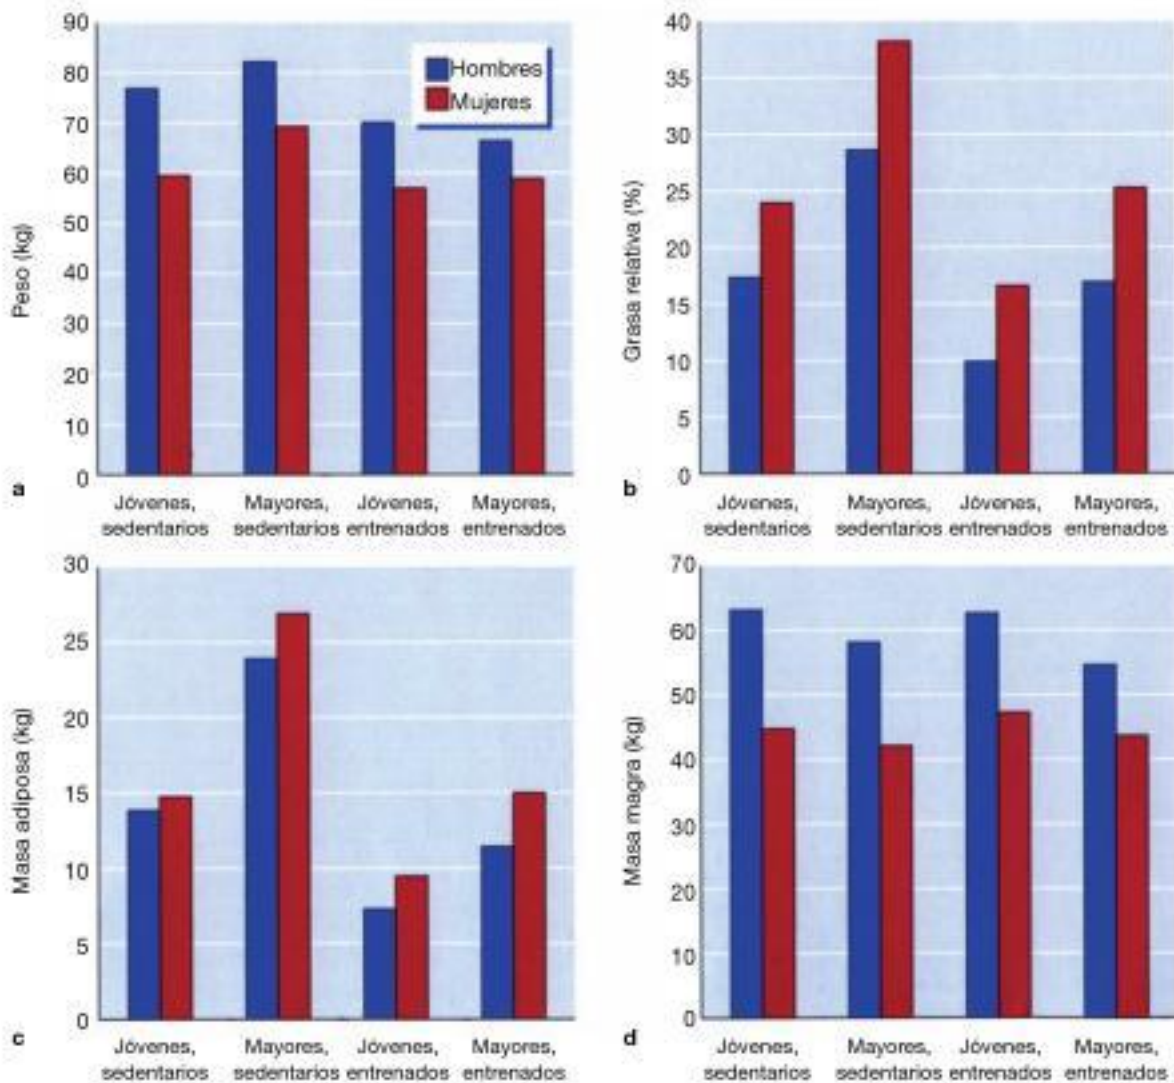 90
80
70
60
50
40
30
20
10
0
Peso (kg)
Hombres
Mujeres
a
Jóvenes, sedentarios
Mayores, sedentarios
Jóvenes, entrenados
Mayores, entrenados
40
35
30
25
20
15
10
5
0
Grasa relativa (%)
b
Jóvenes, sedentarios
Mayores, sedentarios
Jóvenes, entrenados
Mayores, entrenados
30
25
20
15
10
5
0
Masa adiposa (kg)
c
Jóvenes, sedentarios
Mayores, sedentarios
Jóvenes, entrenados
Mayores, entrenados
70
60
50
40
30
20
10
0
Masa magra (kg)
d
Jóvenes, sedentarios
Mayores, sedentarios
Jóvenes, entrenados
Mayores, entrenados